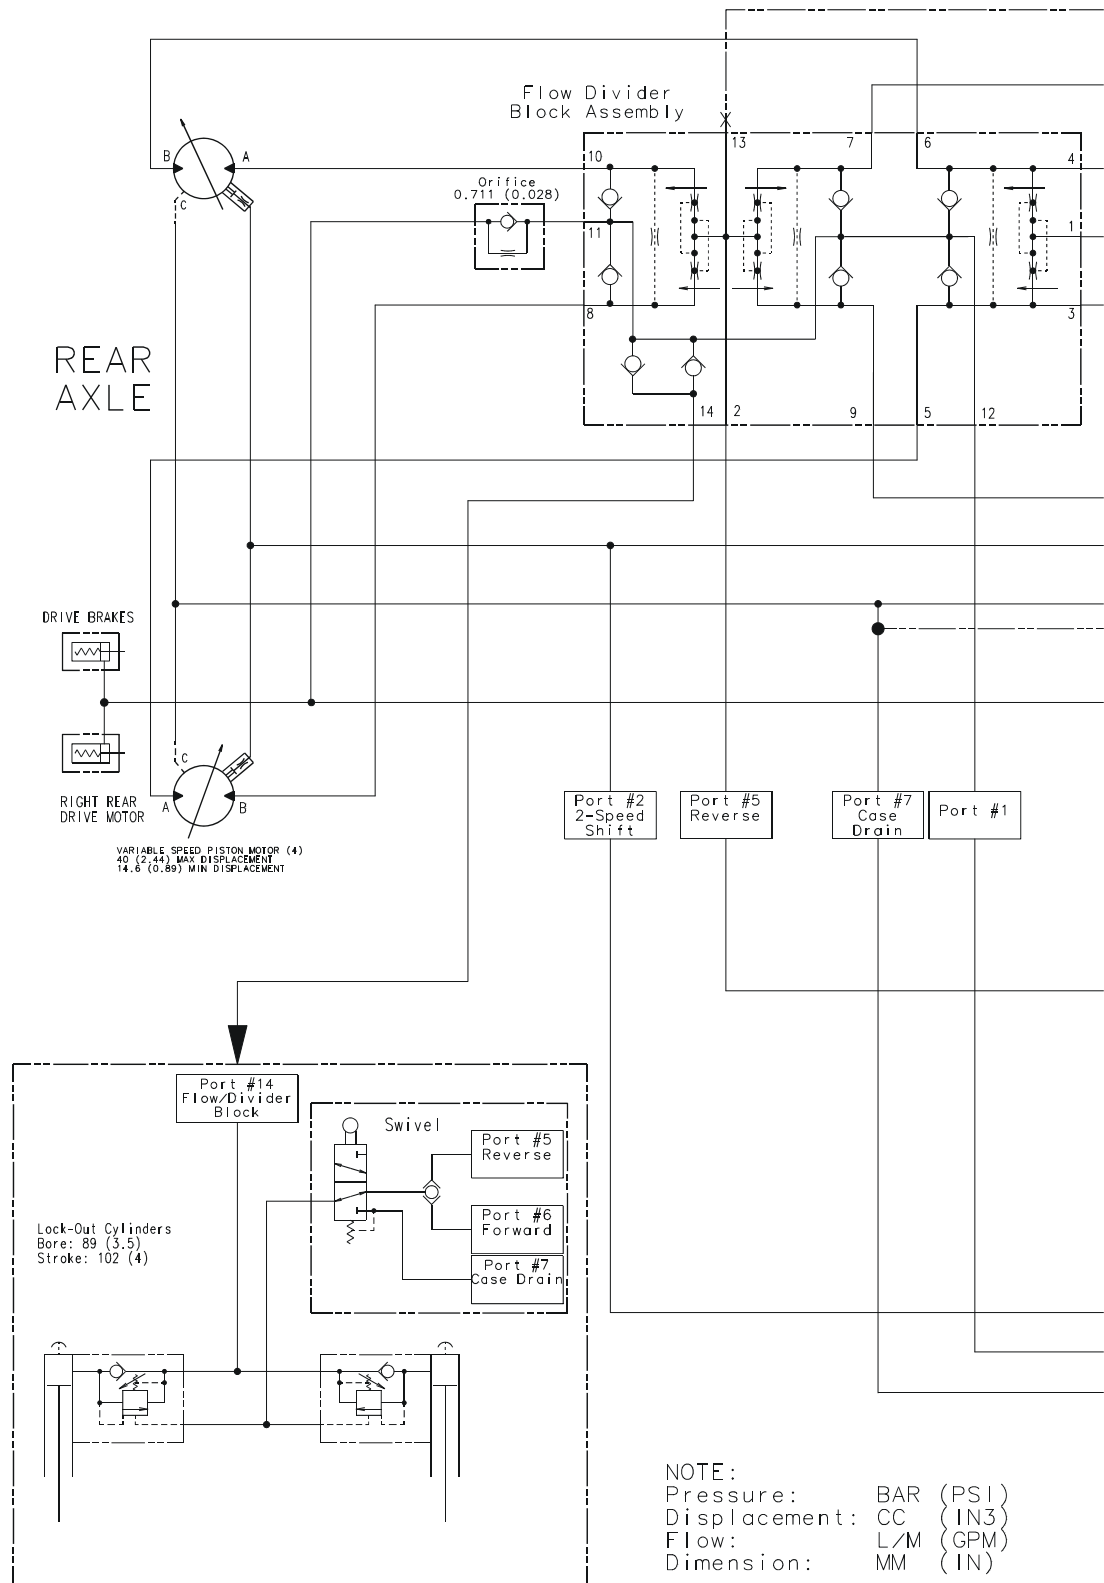 Flow Divider
Block Assembly
13
7
6
B
A
10
4
C
Orifice
0.711 (0.028)
11
1
8
3
REAR
AXLE
14
2
9
5
12
DRIVE BRAKES
C
A
B
RIGHT REAR
DRIVE MOTOR
VARIABLE SPEED PISTON MOTOR (4)
40 (2.44) MAX DISPLACEMENT
14.6 (0.89) MIN DISPLACEMENT
Port #2
2-Speed
Shift
Port #5
Reverse
Port #7
Case
Drain
Port #1
Port #14
Flow/Divider
Block
Swivel
Port #5
Reverse
Port #6
Forward
Port #7
Case Drain
Lock-Out Cylinders
Bore: 89 (3.5)
Stroke: 102 (4)
NOTE:
Pressure: BAR (PSI)
Displacement: CC (IN3)
Flow: L/M (GPM)
Dimension: MM (IN)